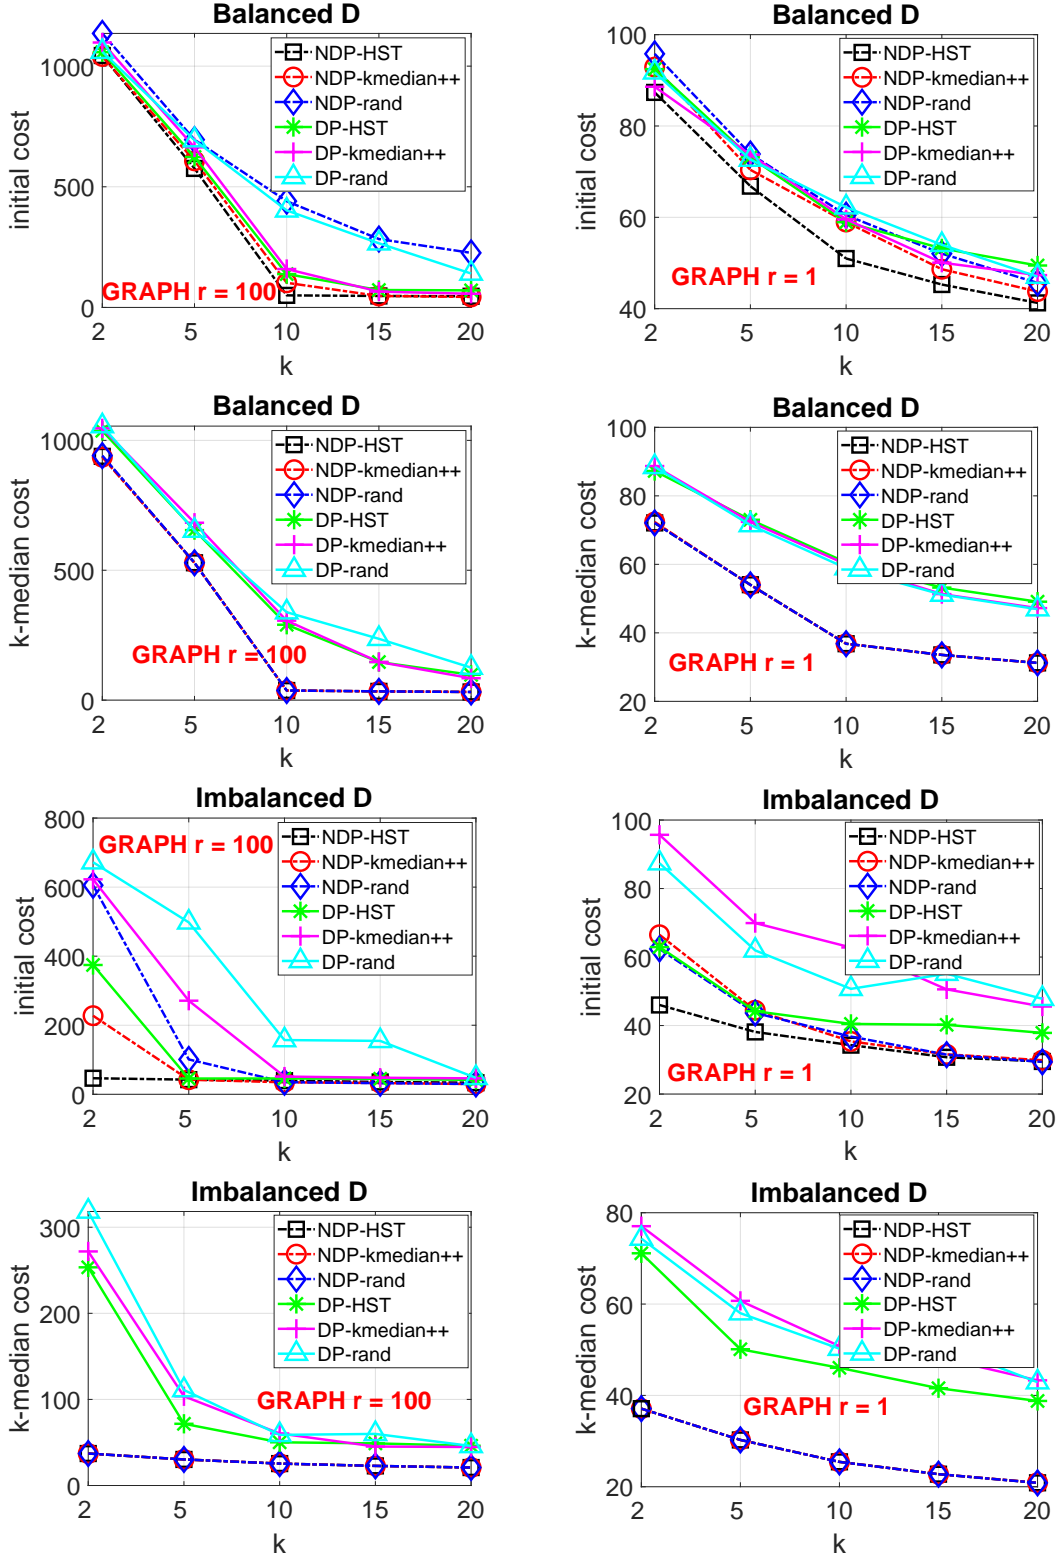 Balanced D
initial cost
1000
500
0
NDP-HST
NDP-kmedian++
NDP-rand
DP-HST
DP-kmedian++
DP-rand
GRAPH r = 100
2 5 10 15 20
k
Balanced D
initial cost
100
80
60
40
NDP-HST
NDP-kmedian++
NDP-rand
DP-HST
DP-kmedian++
DP-rand
GRAPH r = 1
2 5 10 15 20
k
Balanced D
k-median cost
1000
500
0
NDP-HST
NDP-kmedian++
NDP-rand
DP-HST
DP-kmedian++
DP-rand
GRAPH r = 100
2 5 10 15 20
k
Balanced D
k-median cost
100
80
60
40
20
NDP-HST
NDP-kmedian++
NDP-rand
DP-HST
DP-kmedian++
DP-rand
GRAPH r = 1
2 5 10 15 20
k
Imbalanced D
initial cost
800
600
400
200
0
GRAPH r = 100
NDP-HST
NDP-kmedian++
NDP-rand
DP-HST
DP-kmedian++
DP-rand
2 5 10 15 20
k
Imbalanced D
initial cost
100
80
60
40
20
NDP-HST
NDP-kmedian++
NDP-rand
DP-HST
DP-kmedian++
DP-rand
GRAPH r = 1
2 5 10 15 20
k
Imbalanced D
k-median cost
300
200
100
0
NDP-HST
NDP-kmedian++
NDP-rand
DP-HST
DP-kmedian++
DP-rand
GRAPH r = 100
2 5 10 15 20
k
Imbalanced D
k-median cost
80
60
40
20
NDP-HST
NDP-kmedian++
NDP-rand
DP-HST
DP-kmedian++
DP-rand
GRAPH r = 1
2 5 10 15 20
k